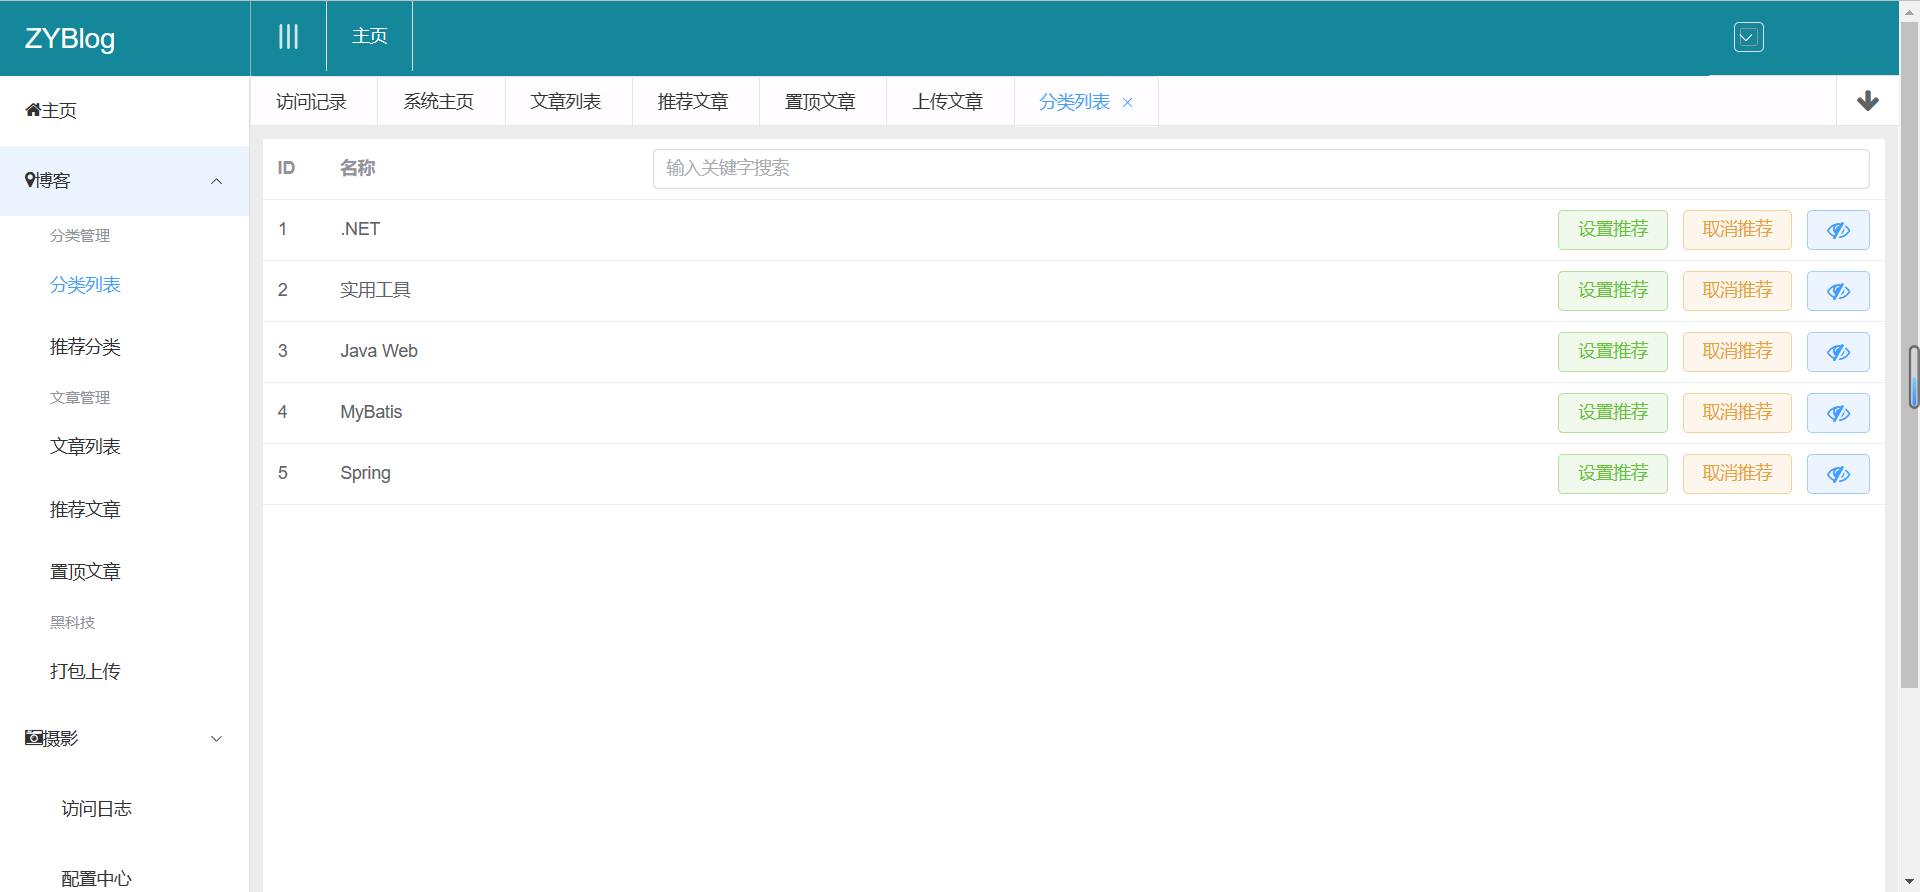 ZYBlog
主页
访问记录 系统主页 文章列表 推荐文章 置顶文章 上传文章 分类列表
主页
博客
分类管理
分类列表
推荐分类
文章管理
文章列表
推荐文章
置顶文章
黑科技
打包上传
摄影
访问日志
配置中心
ID 名称 输入关键字搜索
1 .NET 设置推荐 取消推荐
2 实用工具 设置推荐 取消推荐
3 Java Web 设置推荐 取消推荐
4 MyBatis 设置推荐 取消推荐
5 Spring 设置推荐 取消推荐